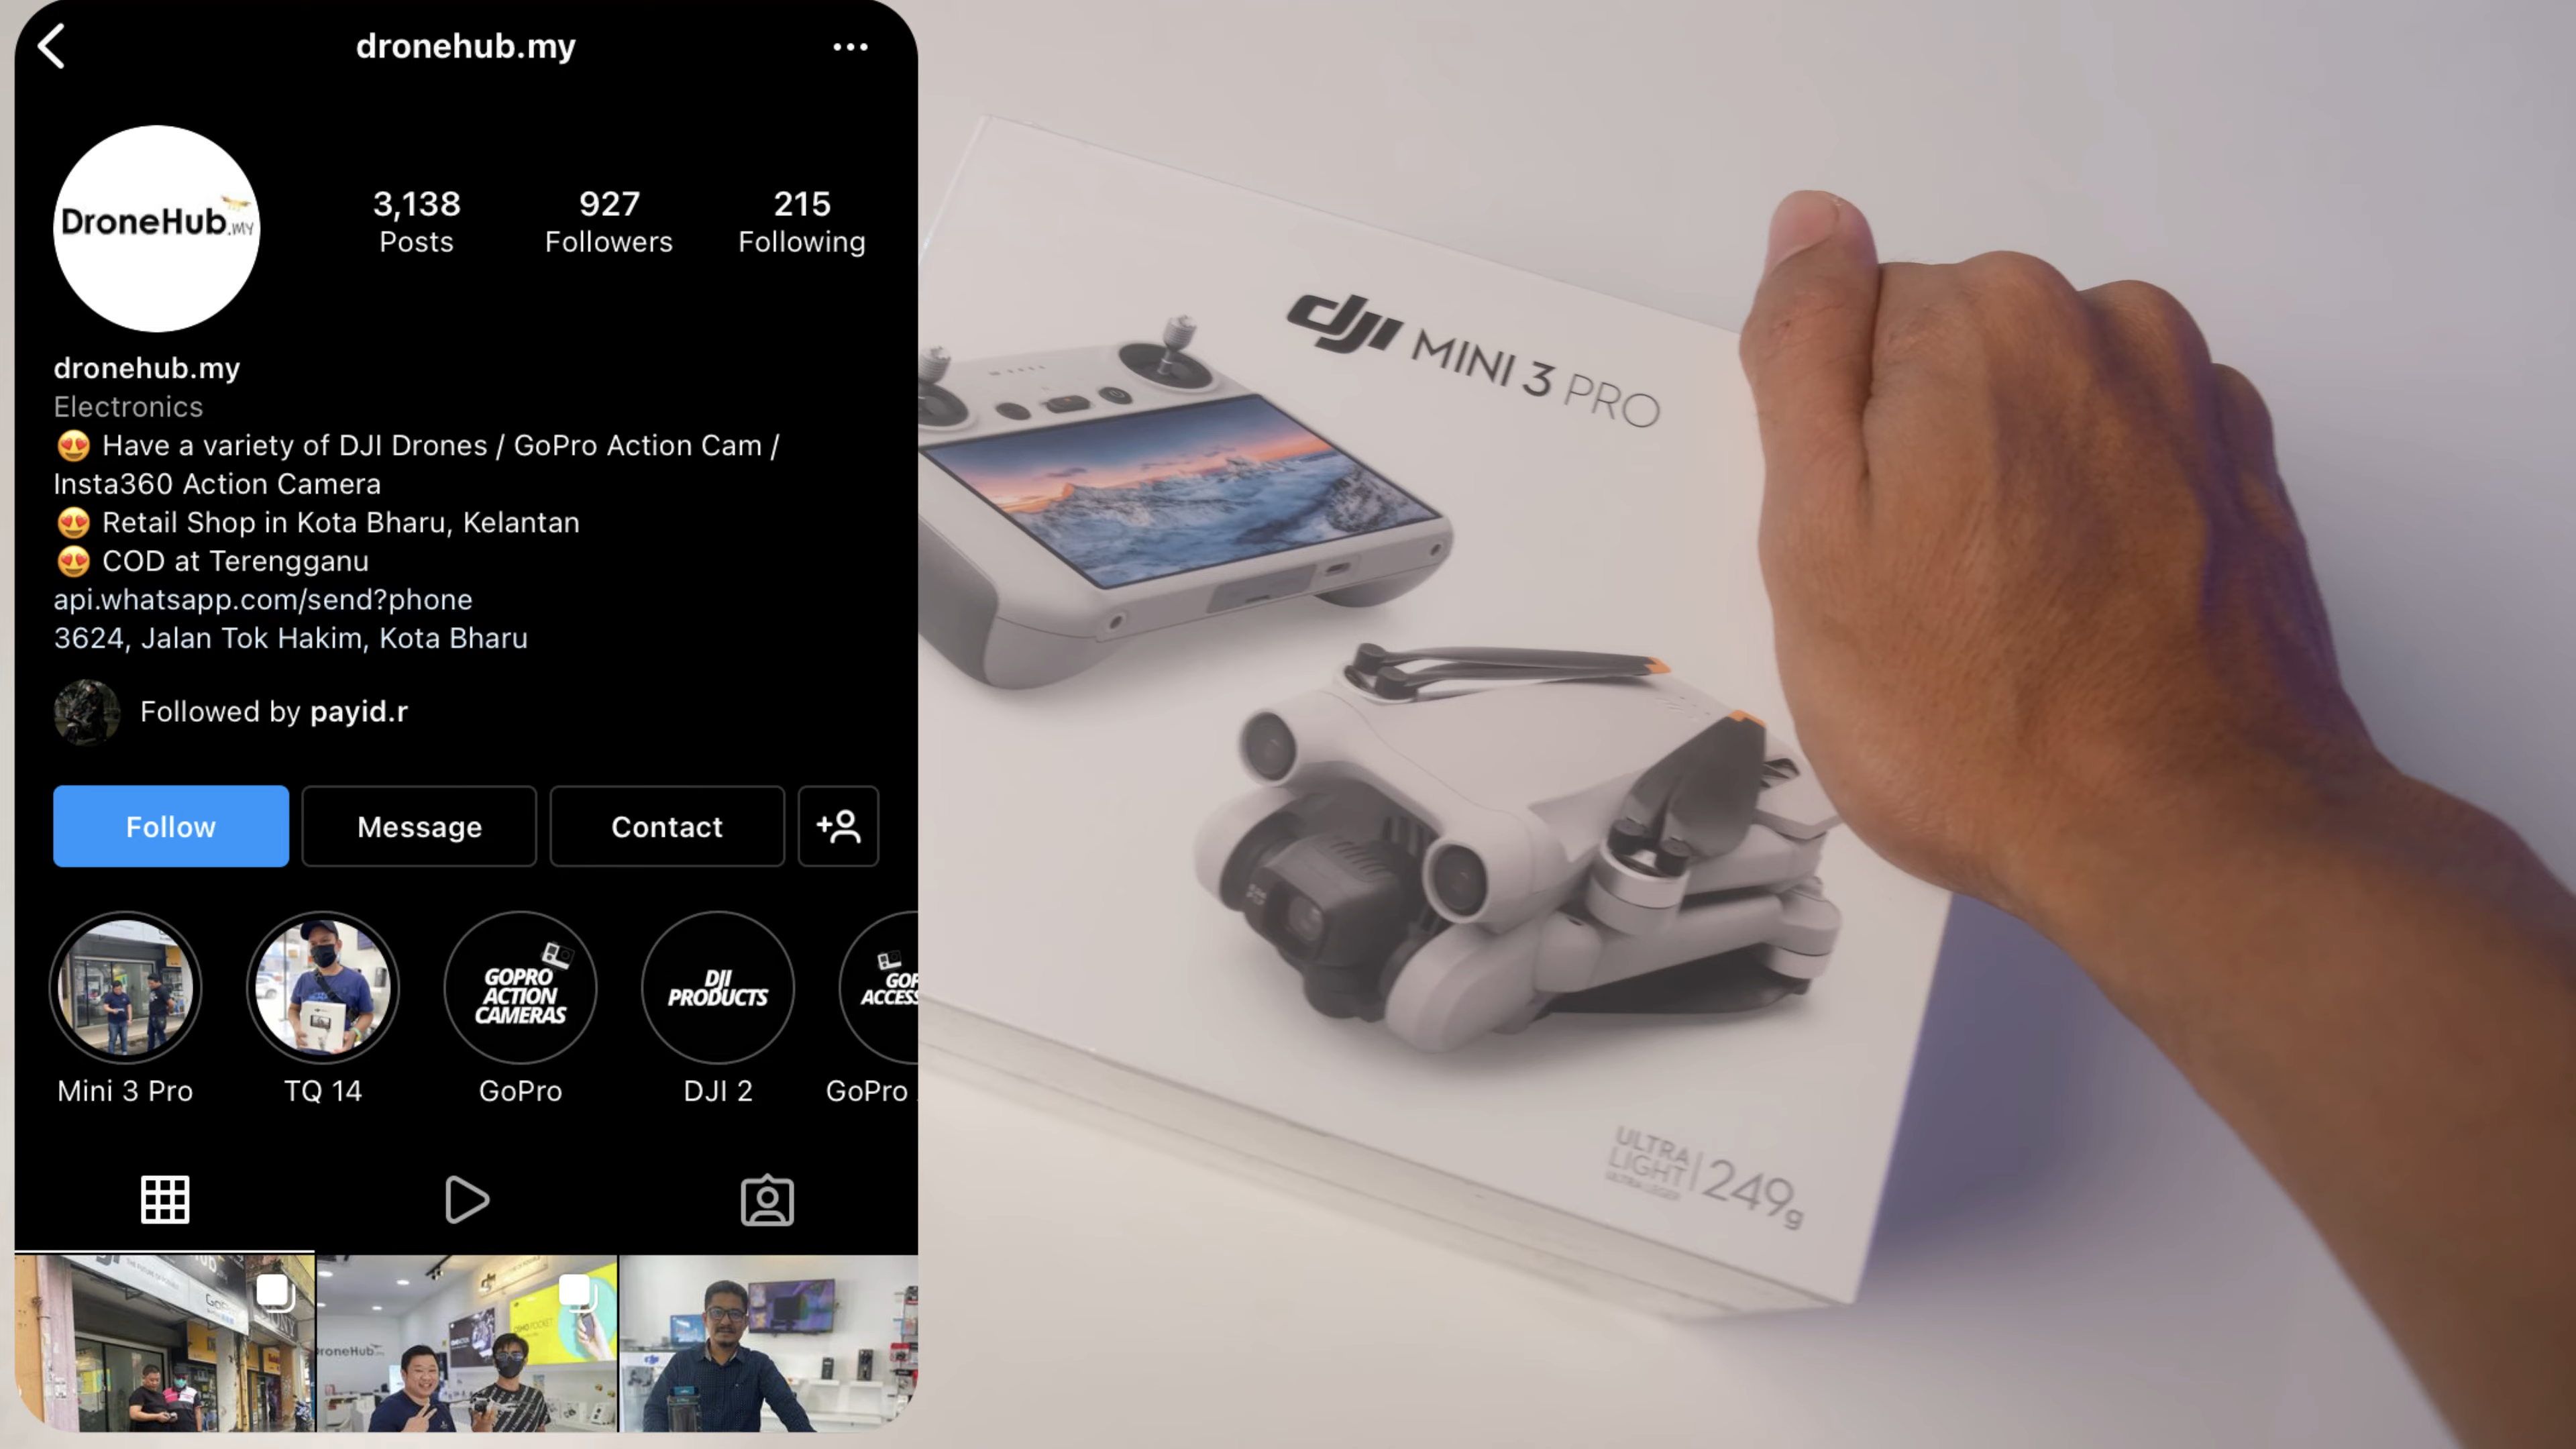 dronehub.my
DroneHub.MY
3,138
Posts
927
Followers
215
Following
dronehub.my
Electronics
😍 Have a variety of DJI Drones / GoPro Action Cam /
Insta360 Action Camera
😍 Retail Shop in Kota Bharu, Kelantan
😍 COD at Terengganu
api.whatsapp.com/send?phone
3624, Jalan Tok Hakim, Kota Bharu
Followed by payid.r
Follow
Message
Contact
GOPRO
ACTION
CAMERAS
DJI
PRODUCTS
Mini 3 Pro
TQ 14
GoPro
DJI 2
GoPro
DroneHub
dji MINI 3 PRO
ULTRA
LIGHT
249g